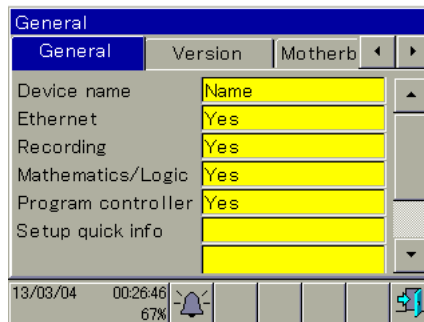 General
General Version Motherb
Device name Name
Ethernet Yes
Recording Yes
Mathematics/Logic Yes
Program controller Yes
Setup quick info
13/03/04 00:26:46
67%